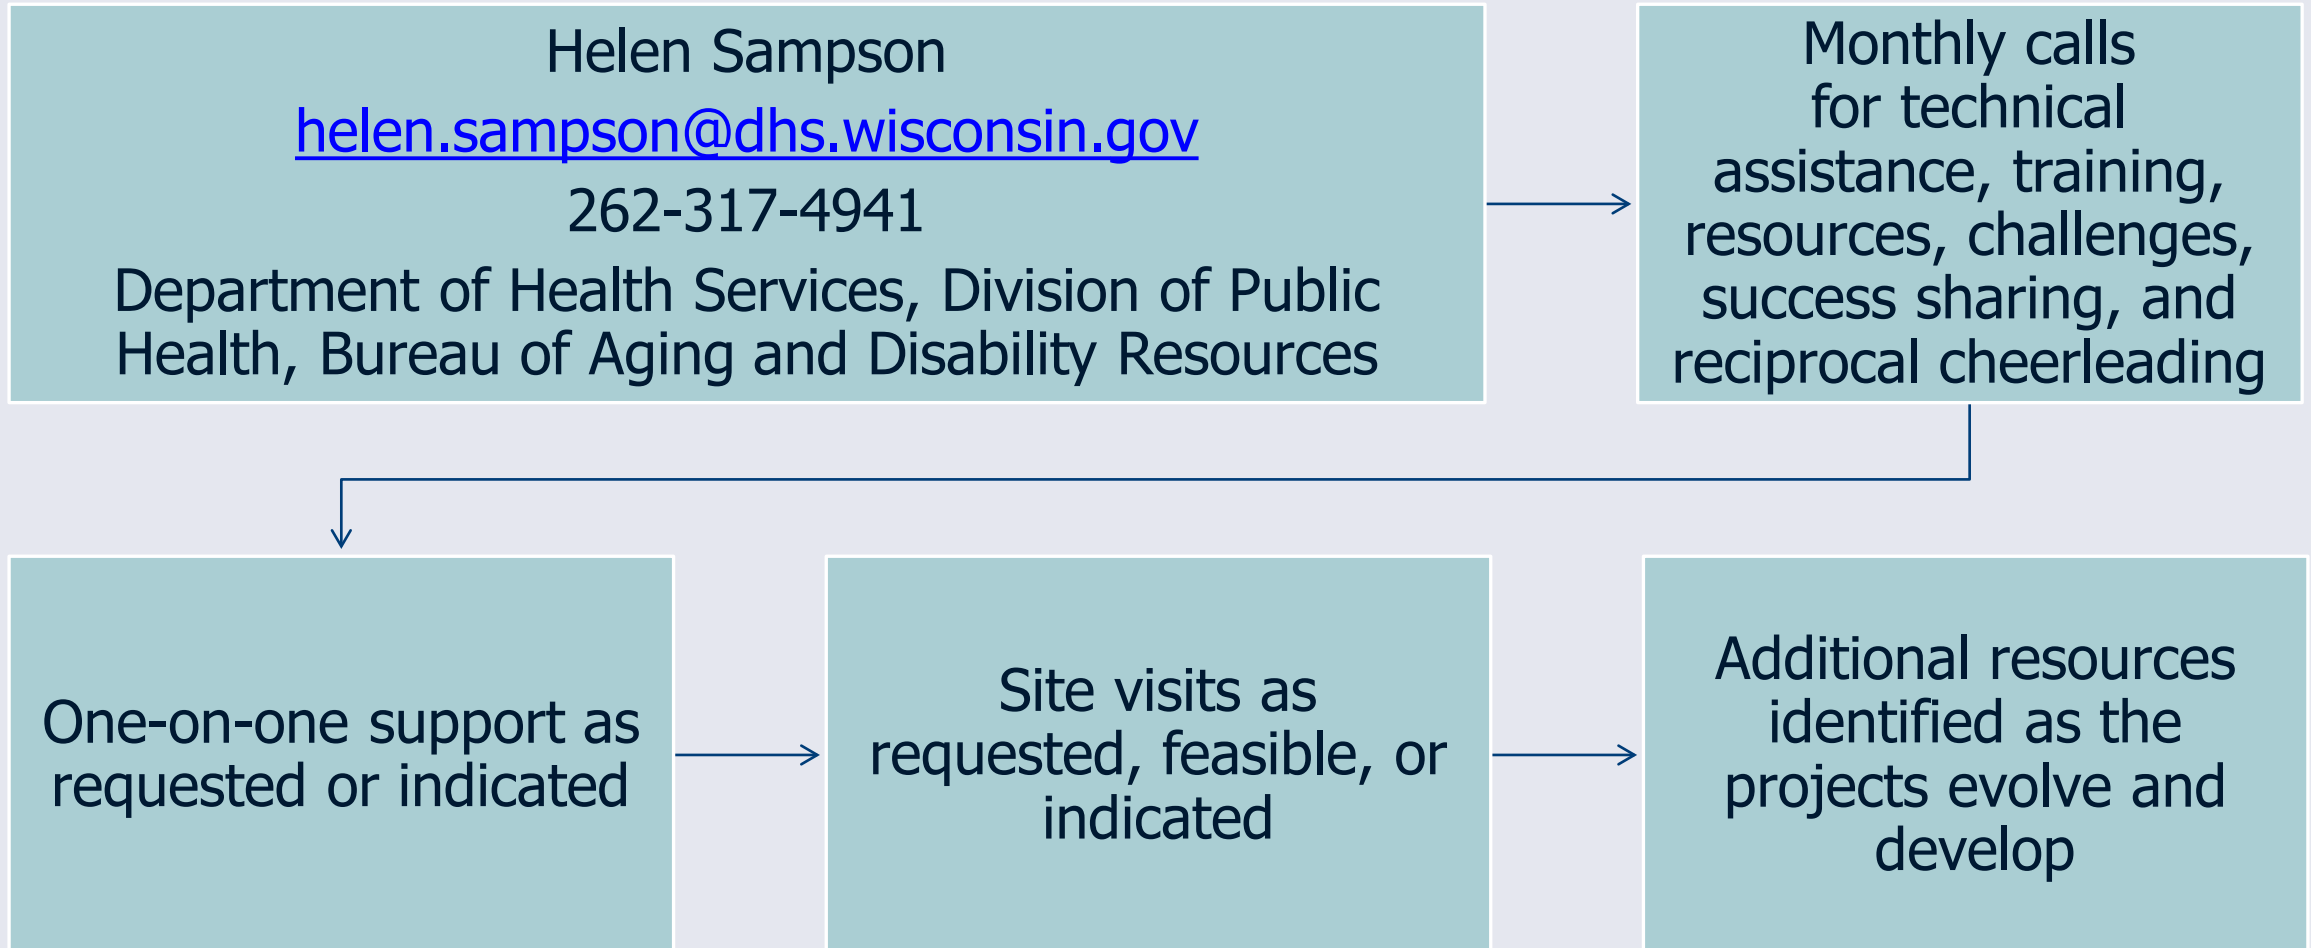 Helen Sampson
helen.sampson@dhs.wisconsin.gov
262-317-4941
Department of Health Services, Division of Public
Health, Bureau of Aging and Disability Resources
Monthly calls
for technical
assistance, training,
resources, challenges,
success sharing, and
reciprocal cheerleading
One-on-one support as
requested or indicated
Site visits as
requested, feasible, or
indicated
Additional resources
identified as the
projects evolve and
develop